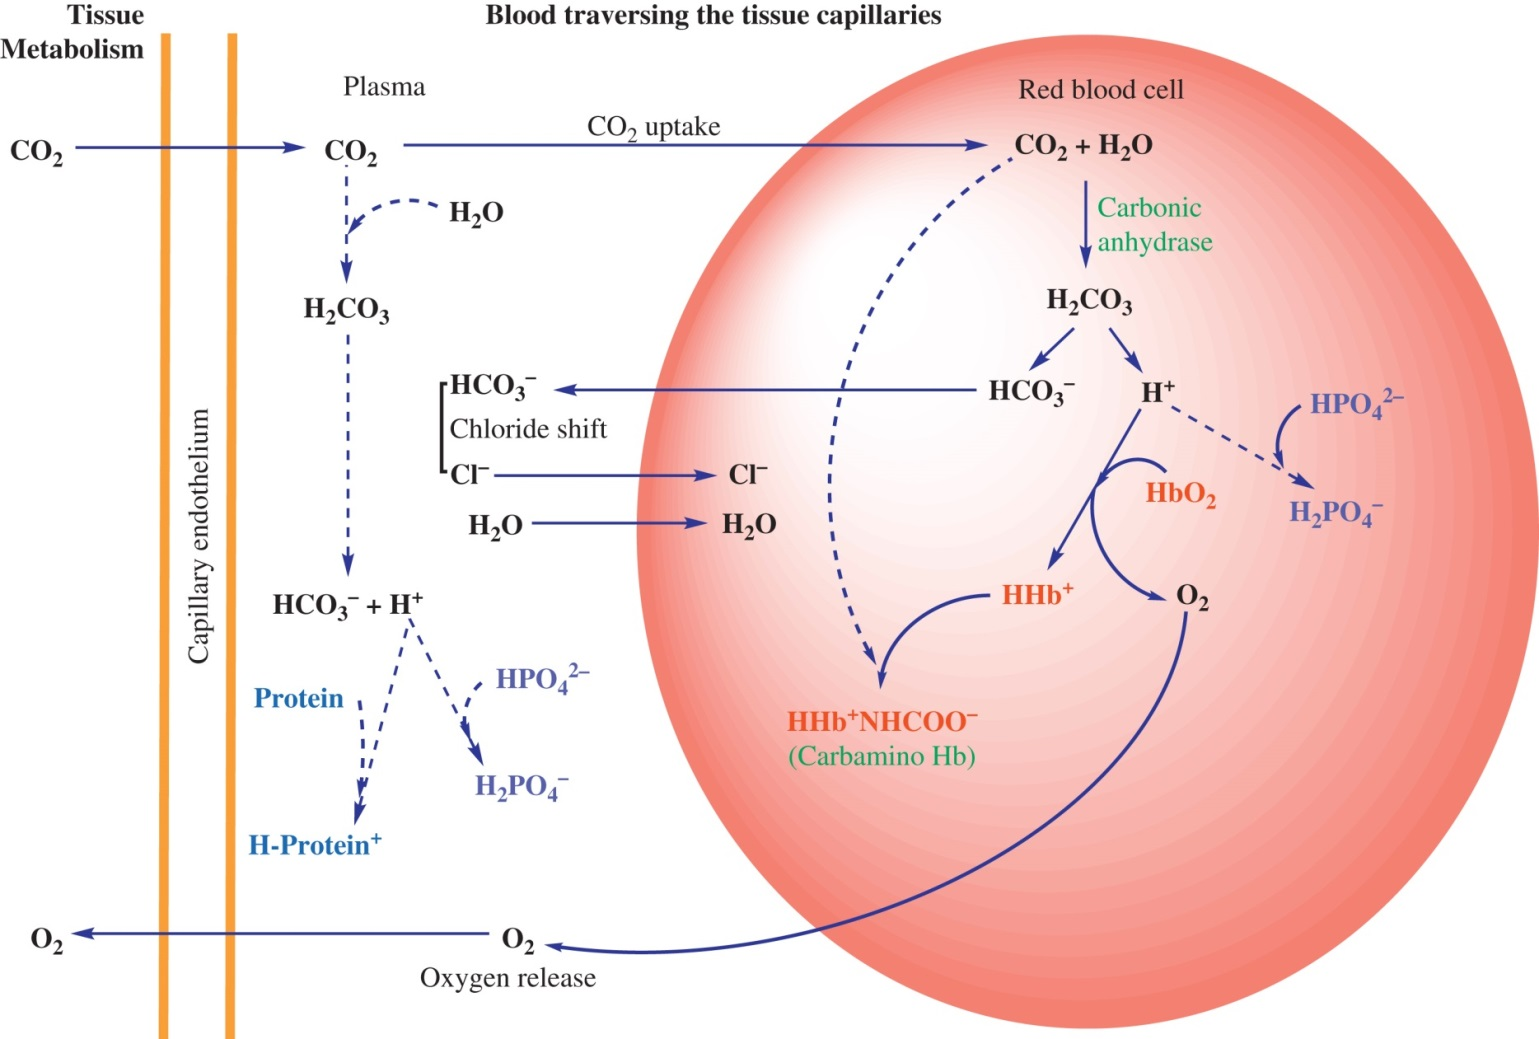 Tissue
Metabolism
Blood traversing the tissue capillaries
Plasma
Red blood cell
CO₂
CO₂
CO₂ uptake
CO₂ + H₂O
H₂O
Carbonic
anhydrase
H₂CO₃
H₂CO₃
HCO₃⁻
Chloride shift
Cl⁻
Cl⁻
H₂O
H₂O
HCO₃⁻
H⁺
HPO₄²⁻
HbO₂
H₂PO₄⁻
Capillary endothelium
HCO₃⁻ + H⁺
HHb⁺
O₂
Protein
HPO₄²⁻
H₂PO₄⁻
H-Protein⁺
HHb⁺NHCOO⁻
(Carbamino Hb)
O₂
O₂
Oxygen release